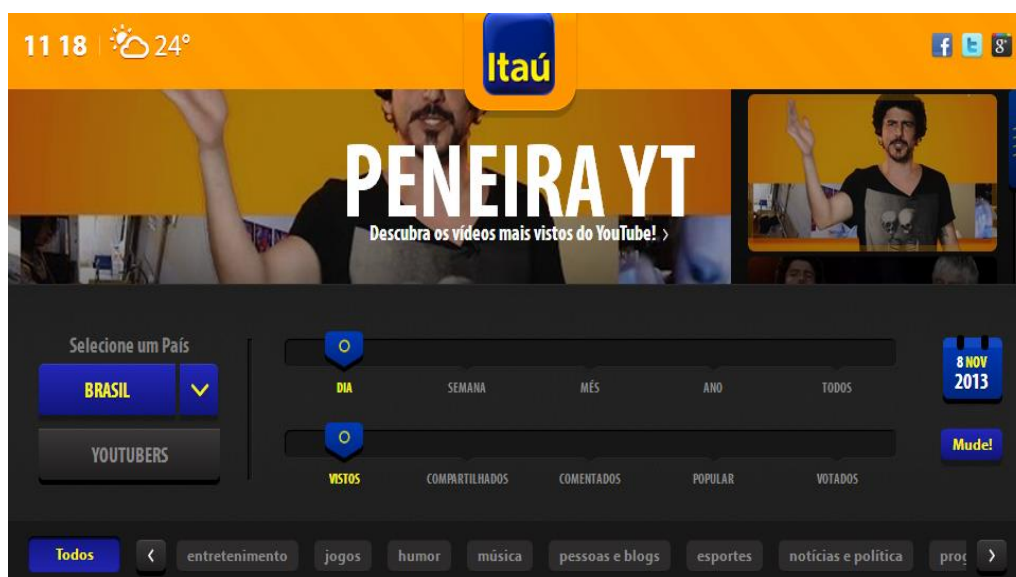 11 18 24°
Itaú
f t g+
PENEIRA YT
Descubra os vídeos mais vistos do YouTube! ›
Selecione um País
BRASIL
YOUTUBERS
DIA SEMANA MÊS ANO TODOS
VISTOS COMPARTILHADOS COMENTADOS POPULAR VOTADOS
8 NOV
2013
Mude!
Todos ‹ entretenimento jogos humor música pessoas e blogs esportes notícias e política ›